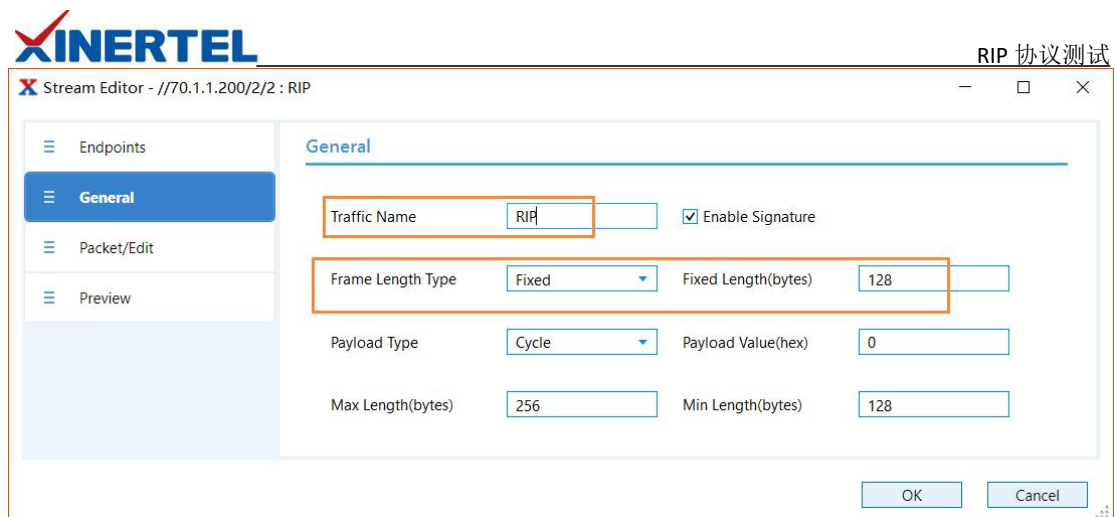 XINERTEL
RIP 协议测试
Stream Editor - //70.1.1.200/2/2 : RIP
Endpoints
General
Packet/Edit
Preview
General
Traffic Name RIP Enable Signature
Frame Length Type Fixed Fixed Length(bytes) 128
Payload Type Cycle Payload Value(hex) 0
Max Length(bytes) 256 Min Length(bytes) 128
OK Cancel